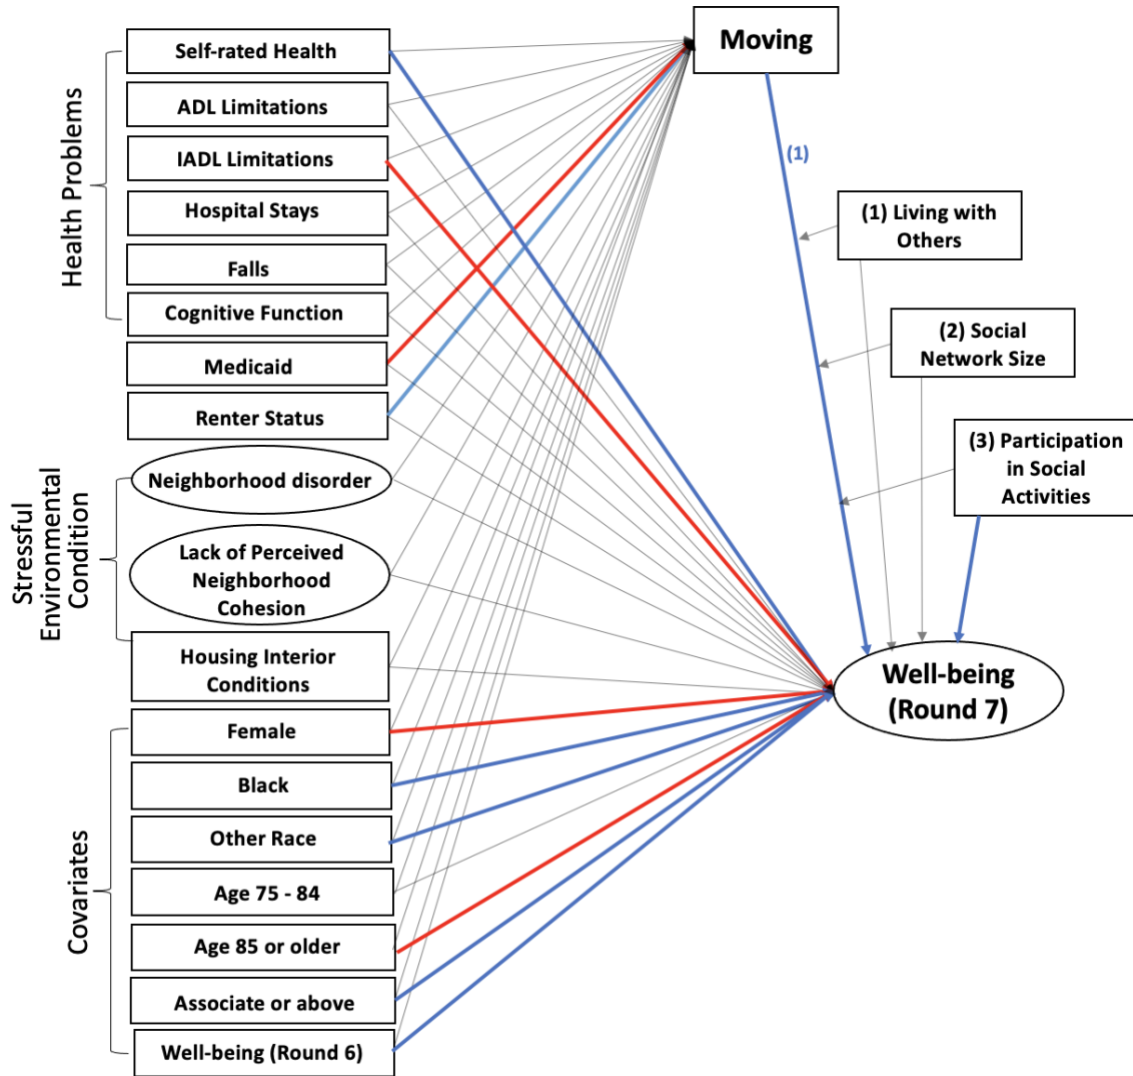 Health Problems
Self-rated Health
ADL Limitations
IADL Limitations
Hospital Stays
Falls
Cognitive Function
Medicaid
Renter Status
Stressful
Environmental
Condition
Neighborhood disorder
Lack of Perceived
Neighborhood
Cohesion
Housing Interior
Conditions
Covariates
Female
Black
Other Race
Age 75 - 84
Age 85 or older
Associate or above
Well-being (Round 6)
Moving
(1)
(1) Living with
Others
(2) Social
Network Size
(3) Participation
in Social
Activities
Well-being
(Round 7)